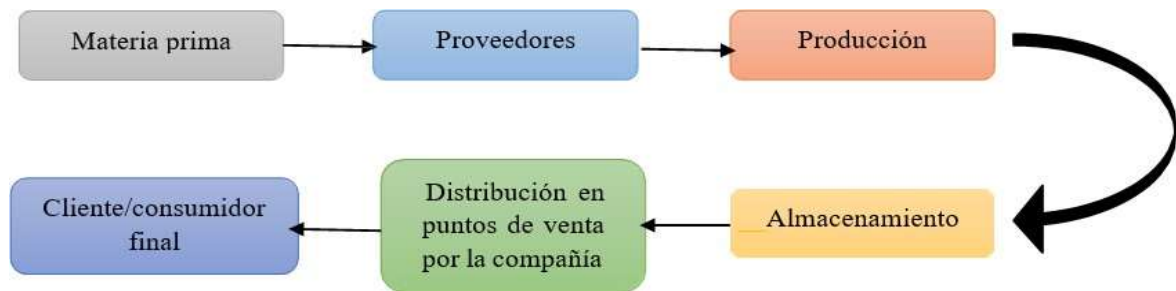 Materia prima
Proveedores
Producción
Almacenamiento
Distribución en
puntos de venta
por la compañía
Cliente/consumidor
final